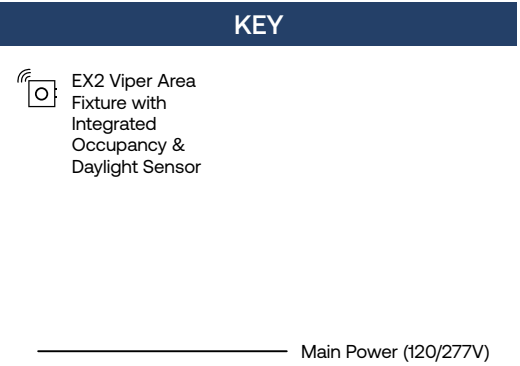 KEY
EX2 Viper Area
Fixture with
Integrated
Occupancy &
Daylight Sensor
Main Power (120/277V)